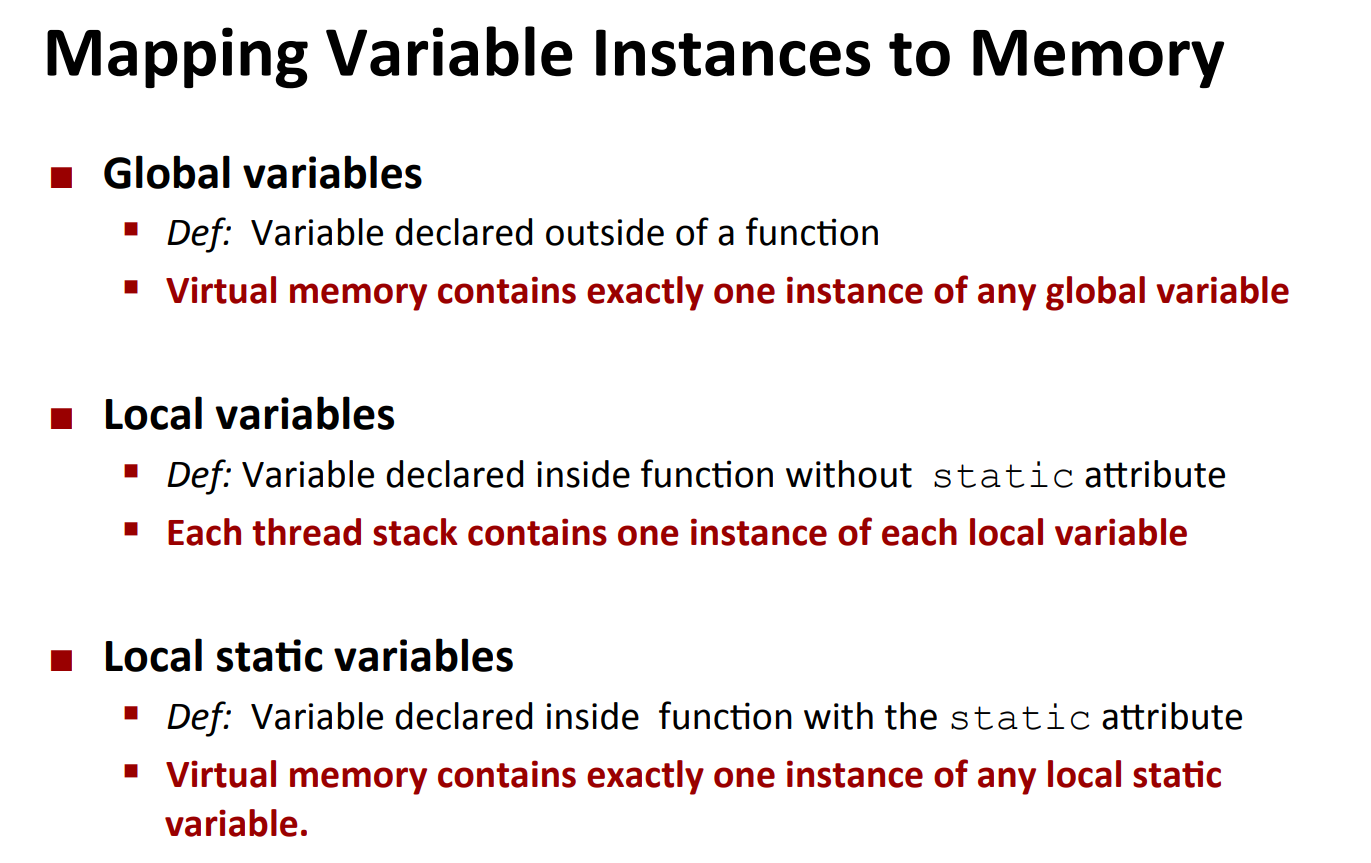 Mapping Variable Instances to Memory
■ Global variables
▪ Def: Variable declared outside of a function
▪ Virtual memory contains exactly one instance of any global variable
■ Local variables
▪ Def: Variable declared inside function without static attribute
▪ Each thread stack contains one instance of each local variable
■ Local static variables
▪ Def: Variable declared inside function with the static attribute
▪ Virtual memory contains exactly one instance of any local static
variable.